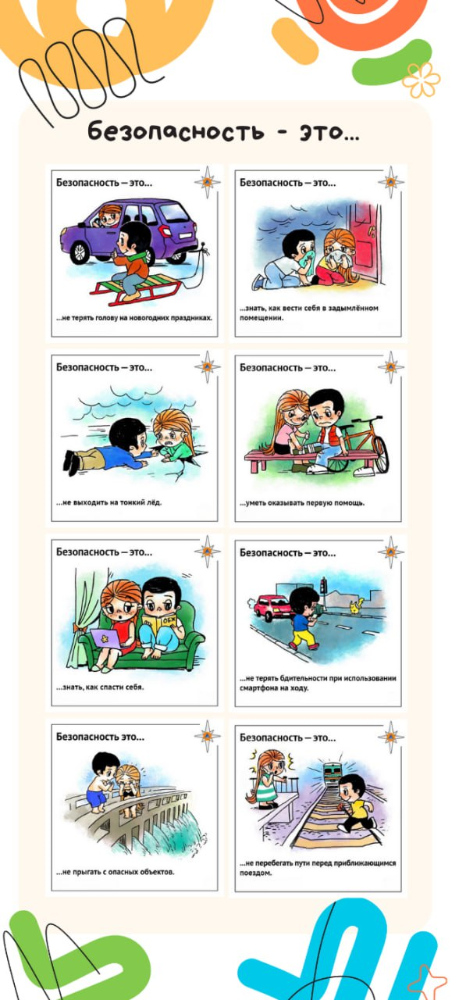 Безопасность - это...
Безопасность – это...
...не терять голову на новогодних праздниках.
Безопасность – это...
...знать, как вести себя в задымлённом
помещении.
Безопасность – это...
...не выходить на тонкий лёд.
Безопасность – это...
...уметь оказывать первую помощь.
Безопасность – это...
ОБЖ
...знать, как спасти себя.
Безопасность – это...
...не терять бдительности при использовании
смартфона на ходу.
Безопасность это...
...не прыгать с опасных объектов.
Безопасность – это...
...не перебегать пути перед приближающимся
поездом.